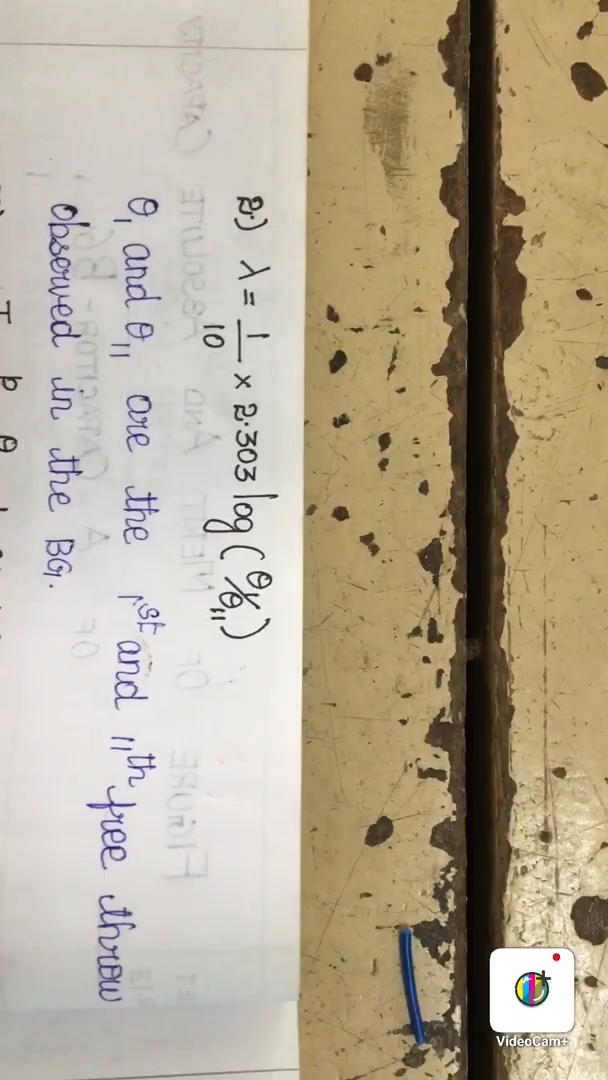 2.) λ = 1/10 × 2.303 log (θ₁/θ₁₁)
θ₁ and θ₁₁ are the 1st and 11th free throw
observed in the BG.
VideoCam+